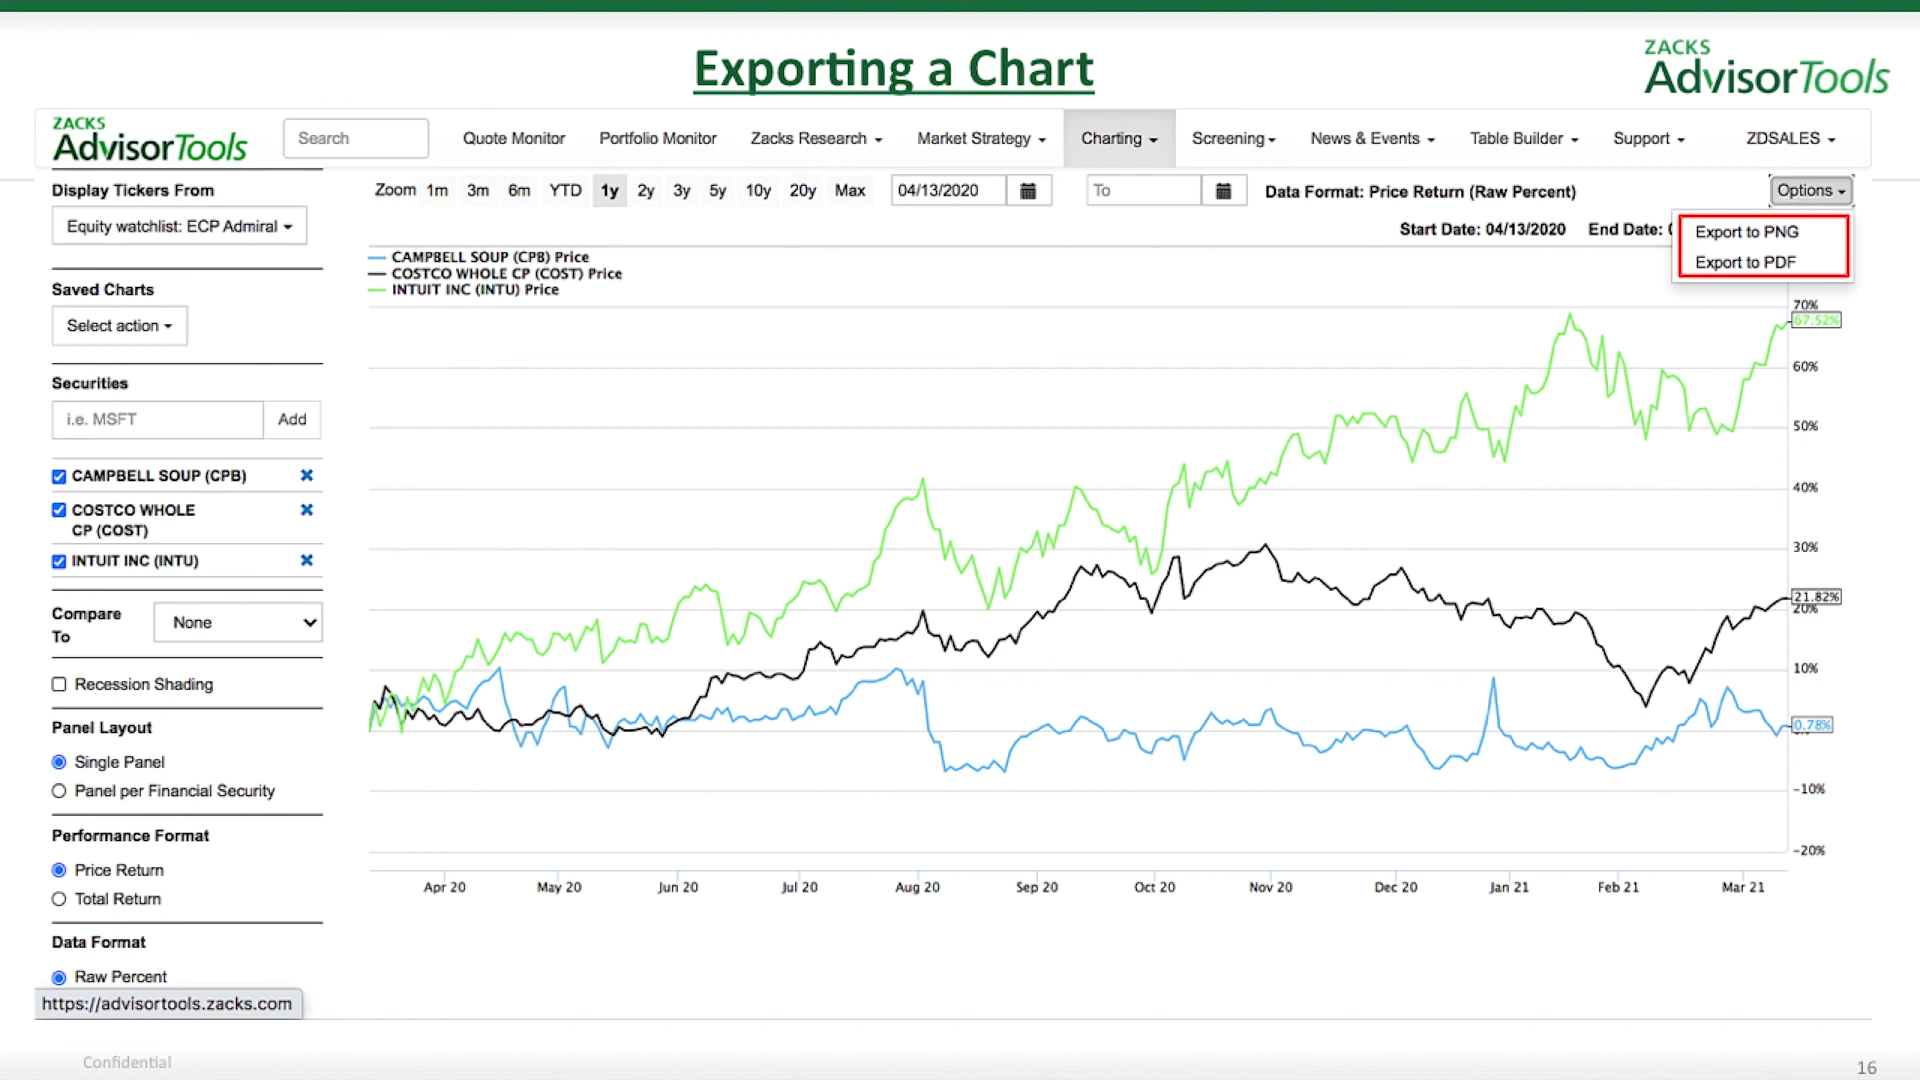 Exporting a Chart
ZACKS
AdvisorTools
ZACKS
AdvisorTools
Search
Quote Monitor
Portfolio Monitor
Zacks Research
Market Strategy
Charting
Screening
News & Events
Table Builder
Support
ZDSALES
Display Tickers From
Equity watchlist: ECP Admiral
Saved Charts
Select action
Securities
i.e. MSFT
Add
CAMPBELL SOUP (CPB)
COSTCO WHOLE
CP (COST)
INTUIT INC (INTU)
Compare
To
None
Recession Shading
Panel Layout
Single Panel
Panel per Financial Security
Performance Format
Price Return
Total Return
Data Format
Raw Percent
https://advisortools.zacks.com
Zoom 1m 3m 6m YTD 1y 2y 3y 5y 10y 20y Max
04/13/2020
To
Data Format: Price Return (Raw Percent)
Options
Start Date: 04/13/2020 End Date:
Export to PNG
Export to PDF
CAMPBELL SOUP (CPB) Price
COSTCO WHOLE CP (COST) Price
INTUIT INC (INTU) Price
70%
67.52%
60%
50%
40%
30%
21.82%
20%
10%
0.78%
-10%
-20%
Apr 20 May 20 Jun 20 Jul 20 Aug 20 Sep 20 Oct 20 Nov 20 Dec 20 Jan 21 Feb 21 Mar 21
Confidential
16